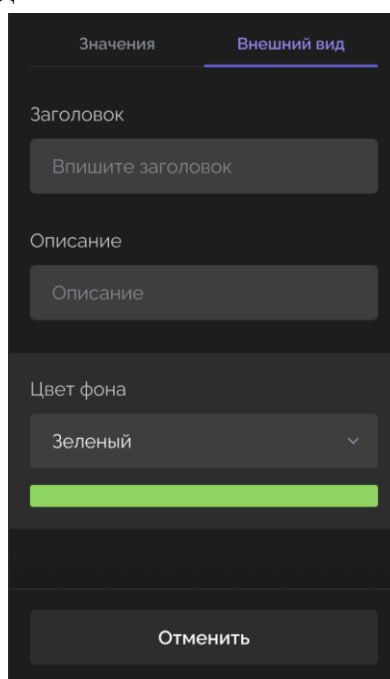 Значения Внешний вид
Заголовок
Впишите заголовок
Описание
Описание
Цвет фона
Зеленый
Отменить